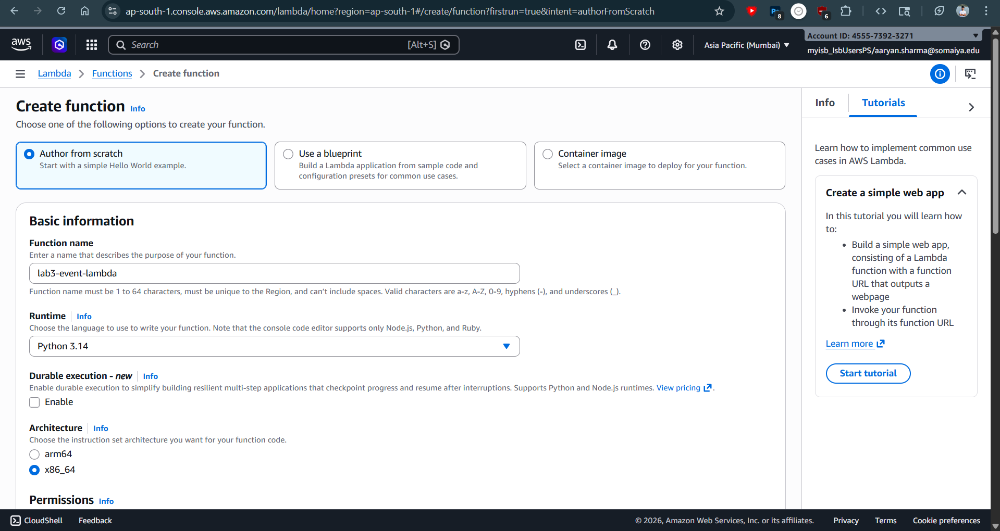 ap-south-1.console.aws.amazon.com/lambda/home?region=ap-south-1#/create/function?firstrun=true&intent=authorFromScratch
8
6
aws
Search
[Alt+S]
Asia Pacific (Mumbai)
Account ID: 4555-7392-3271
myisb_IsbUsersPS/aaryan.sharma@somaiya.edu
Lambda
Functions
Create function
Create function Info
Choose one of the following options to create your function.
Author from scratch
Start with a simple Hello World example.
Use a blueprint
Build a Lambda application from sample code and
configuration presets for common use cases.
Container image
Select a container image to deploy for your function.
Basic information
Function name
Enter a name that describes the purpose of your function.
lab3-event-lambda
Function name must be 1 to 64 characters, must be unique to the Region, and can't include spaces. Valid characters are a-z, A-Z, 0-9, hyphens (-), and underscores (_).
Runtime Info
Choose the language to use to write your function. Note that the console code editor supports only Node.js, Python, and Ruby.
Python 3.14
Durable execution - new Info
Enable durable execution to simplify building resilient multi-step applications that checkpoint progress and resume after interruptions. Supports Python and Node.js runtimes. View pricing .
Enable
Architecture Info
Choose the instruction set architecture you want for your function code.
arm64
x86_64
Permissions Info
Info
Tutorials
Learn how to implement common use
cases in AWS Lambda.
Create a simple web app
In this tutorial you will learn how
to:
• Build a simple web app,
consisting of a Lambda
function with a function
URL that outputs a
webpage
• Invoke your function
through its function URL
Learn more
Start tutorial
CloudShell
Feedback
© 2026, Amazon Web Services, Inc. or its affiliates.
Privacy
Terms
Cookie preferences